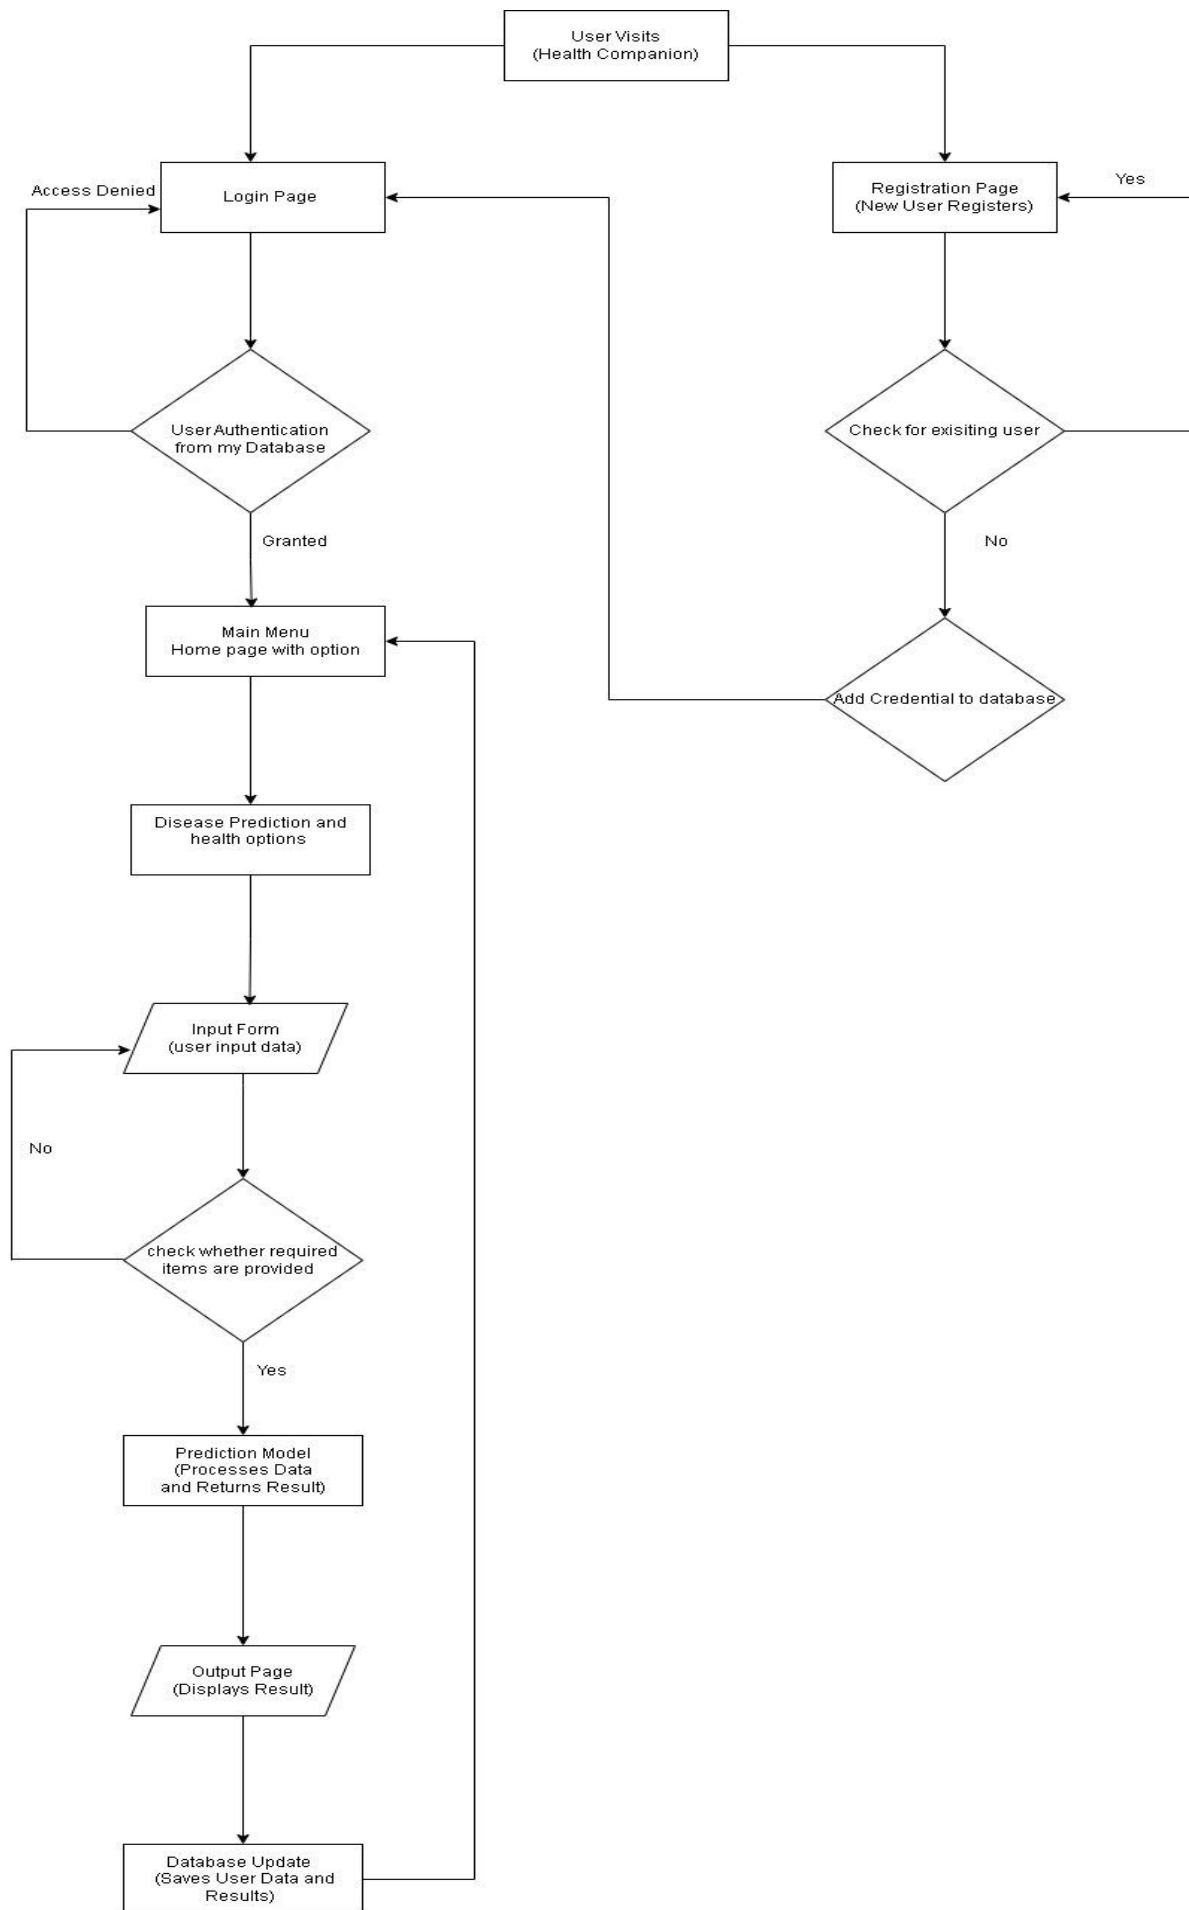 User Visits
(Health Companion)
Access Denied
Login Page
Registration Page
(New User Registers)
Yes
User Authentication
from my Database
Check for exisiting user
Granted
No
Main Menu
Home page with option
Add Credential to database
Disease Prediction and
health options
Input Form
(user input data)
No
check whether required
items are provided
Yes
Prediction Model
(Processes Data
and Returns Result)
Output Page
(Displays Result)
Database Update
(Saves User Data and
Results)